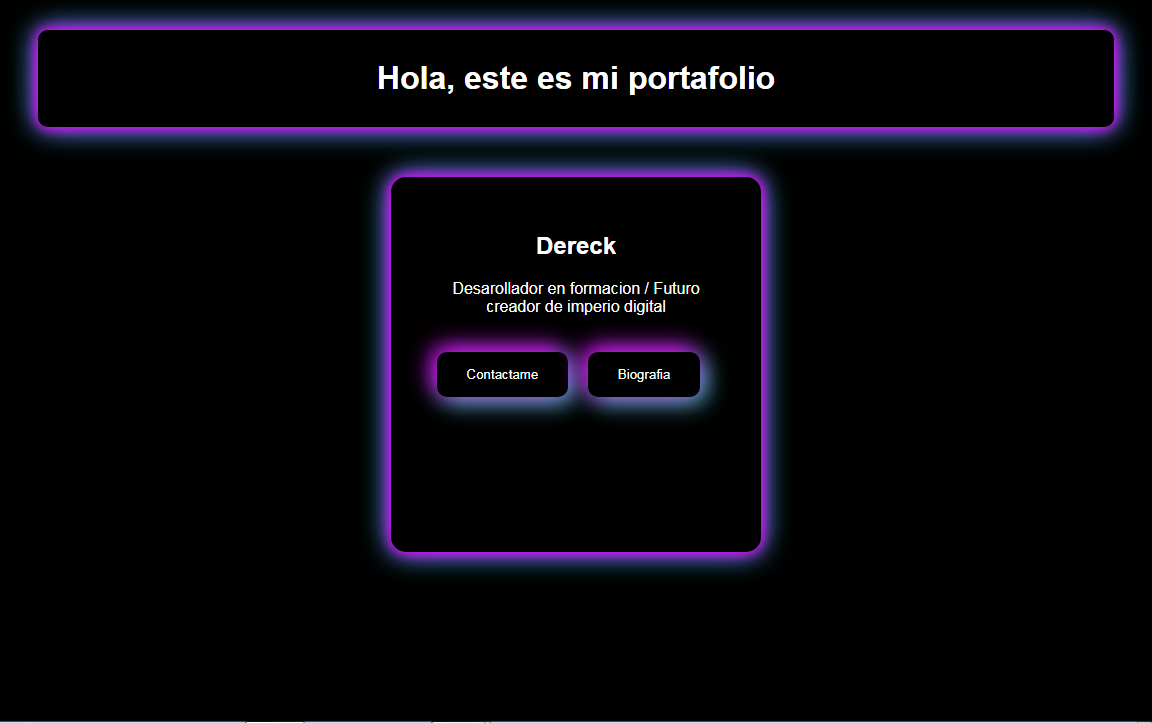 Hola, este es mi portafolio
Dereck
Desarollador en formacion / Futuro
creador de imperio digital
Contactame
Biografia